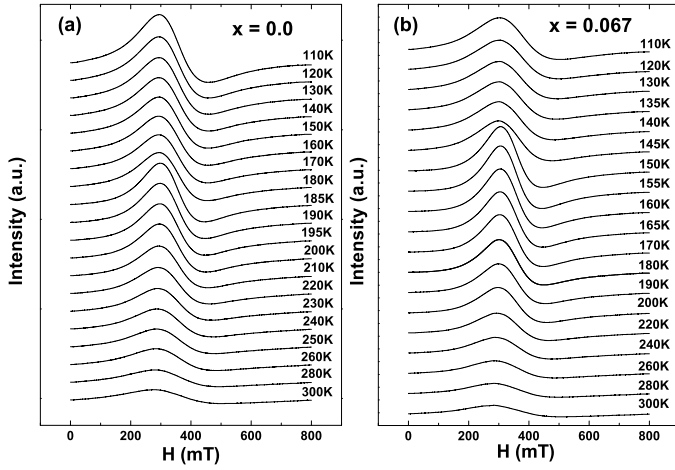 (a)
x = 0.0
110K
120K
130K
140K
150K
160K
170K
180K
185K
190K
195K
200K
210K
220K
230K
240K
250K
260K
280K
300K
Intensity (a.u.)
0 200 400 600 800
H (mT)
(b)
x = 0.067
110K
120K
130K
135K
140K
145K
150K
155K
160K
165K
170K
180K
190K
200K
220K
240K
260K
280K
300K
Intensity (a.u.)
0 200 400 600 800
H (mT)